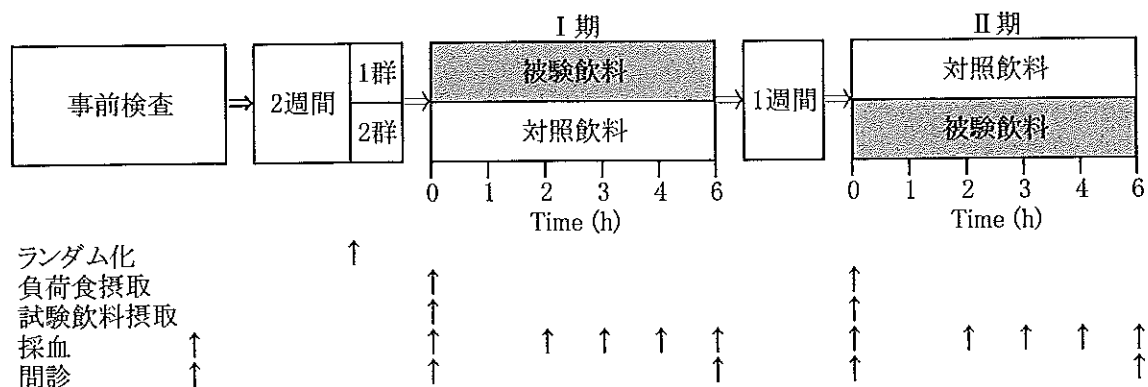 I 期
II期
事前検査
⇒
2週間
1群
2群
⇒
被験飲料
対照飲料
⇒
1週間
⇒
対照飲料
被験飲料
0 1 2 3 4 6
Time (h)
0 1 2 3 4 6
Time (h)
ランダム化 ↑
負荷食摂取 ↑ ↑
試験飲料摂取 ↑ ↑
採血 ↑ ↑ ↑ ↑ ↑ ↑ ↑ ↑ ↑ ↑ ↑
問診 ↑ ↑ ↑ ↑ ↑